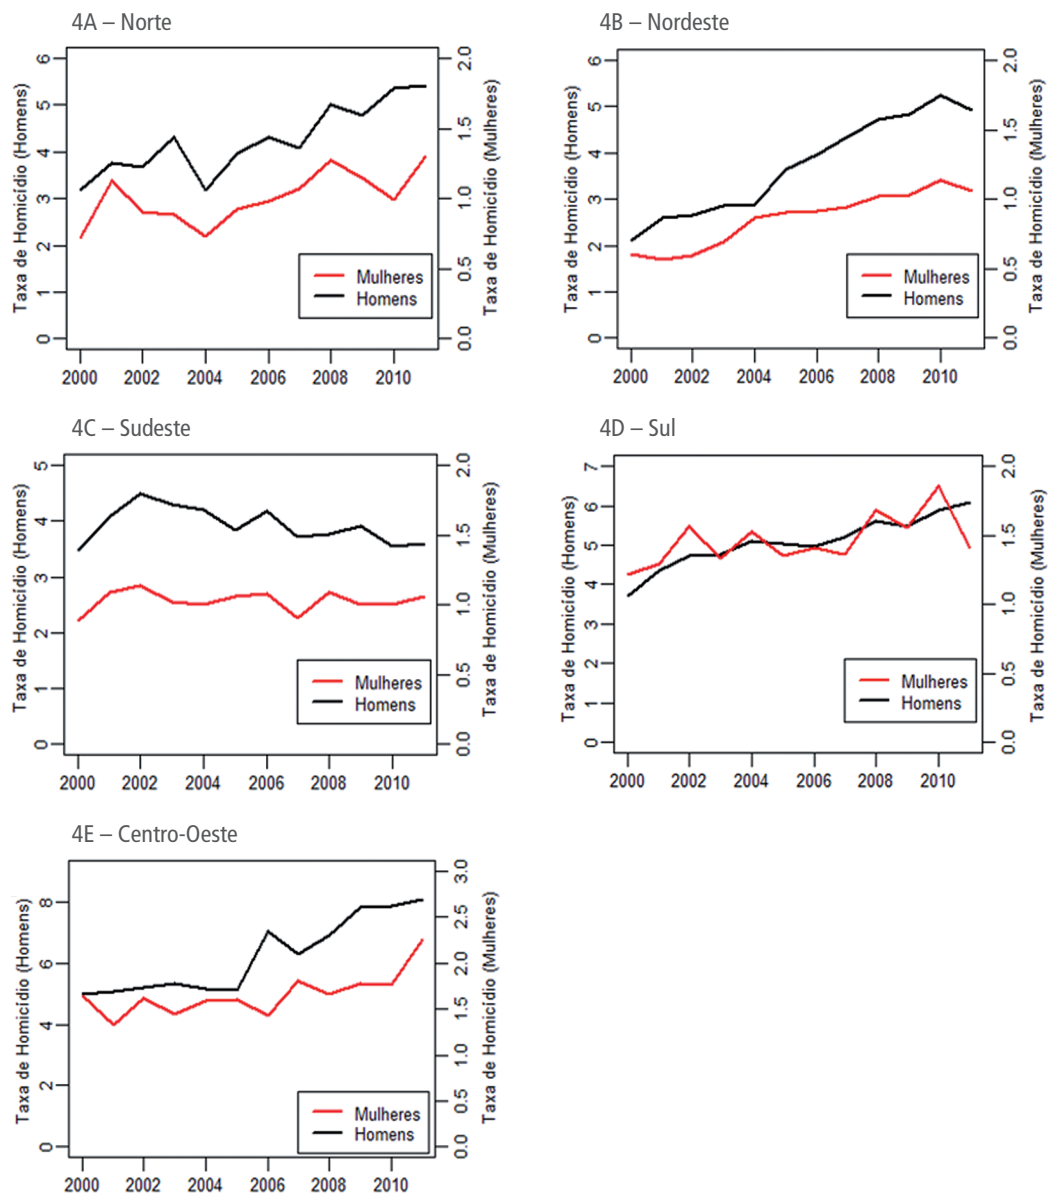 4A – Norte
Taxa de Homicídio (Homens)
0 1 2 3 4 5 6
Taxa de Homicídio (Mulheres)
0.0 0.5 1.0 1.5 2.0
Mulheres
Homens
2000 2002 2004 2006 2008 2010
4B – Nordeste
Taxa de Homicídio (Homens)
0 1 2 3 4 5 6
Taxa de Homicídio (Mulheres)
0.0 0.5 1.0 1.5 2.0
Mulheres
Homens
2000 2002 2004 2006 2008 2010
4C – Sudeste
Taxa de Homicídio (Homens)
0 1 2 3 4 5
Taxa de Homicídio (Mulheres)
0.0 0.5 1.0 1.5 2.0
Mulheres
Homens
2000 2002 2004 2006 2008 2010
4D – Sul
Taxa de Homicídio (Homens)
0 1 2 3 4 5 6 7
Taxa de Homicídio (Mulheres)
0.0 0.5 1.0 1.5 2.0
Mulheres
Homens
2000 2002 2004 2006 2008 2010
4E – Centro-Oeste
Taxa de Homicídio (Homens)
0 2 4 6 8
Taxa de Homicídio (Mulheres)
0.0 0.5 1.0 1.5 2.0 2.5 3.0
Mulheres
Homens
2000 2002 2004 2006 2008 2010